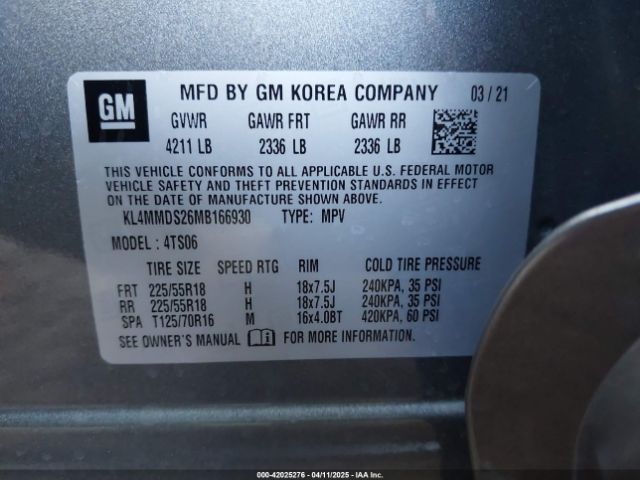 GM
MFD BY GM KOREA COMPANY 03 / 21
GVWR GAWR FRT GAWR RR
4211 LB 2336 LB 2336 LB
THIS VEHICLE CONFORMS TO ALL APPLICABLE U.S. FEDERAL MOTOR
VEHICLE SAFETY AND THEFT PREVENTION STANDARDS IN EFFECT
ON THE DATE OF MANUFACTURE SHOWN ABOVE.
KL4MMDS26MB166930 TYPE: MPV
MODEL : 4TS06
TIRE SIZE SPEED RTG RIM COLD TIRE PRESSURE
FRT 225/55R18 H 18x7.5J 240KPA, 35 PSI
RR 225/55R18 H 18x7.5J 240KPA, 35 PSI
SPA T125/70R16 M 16x4.0BT 420KPA, 60 PSI
SEE OWNER'S MANUAL FOR MORE INFORMATION.
000-42025276 - 04/11/2025 - IAAI.COM